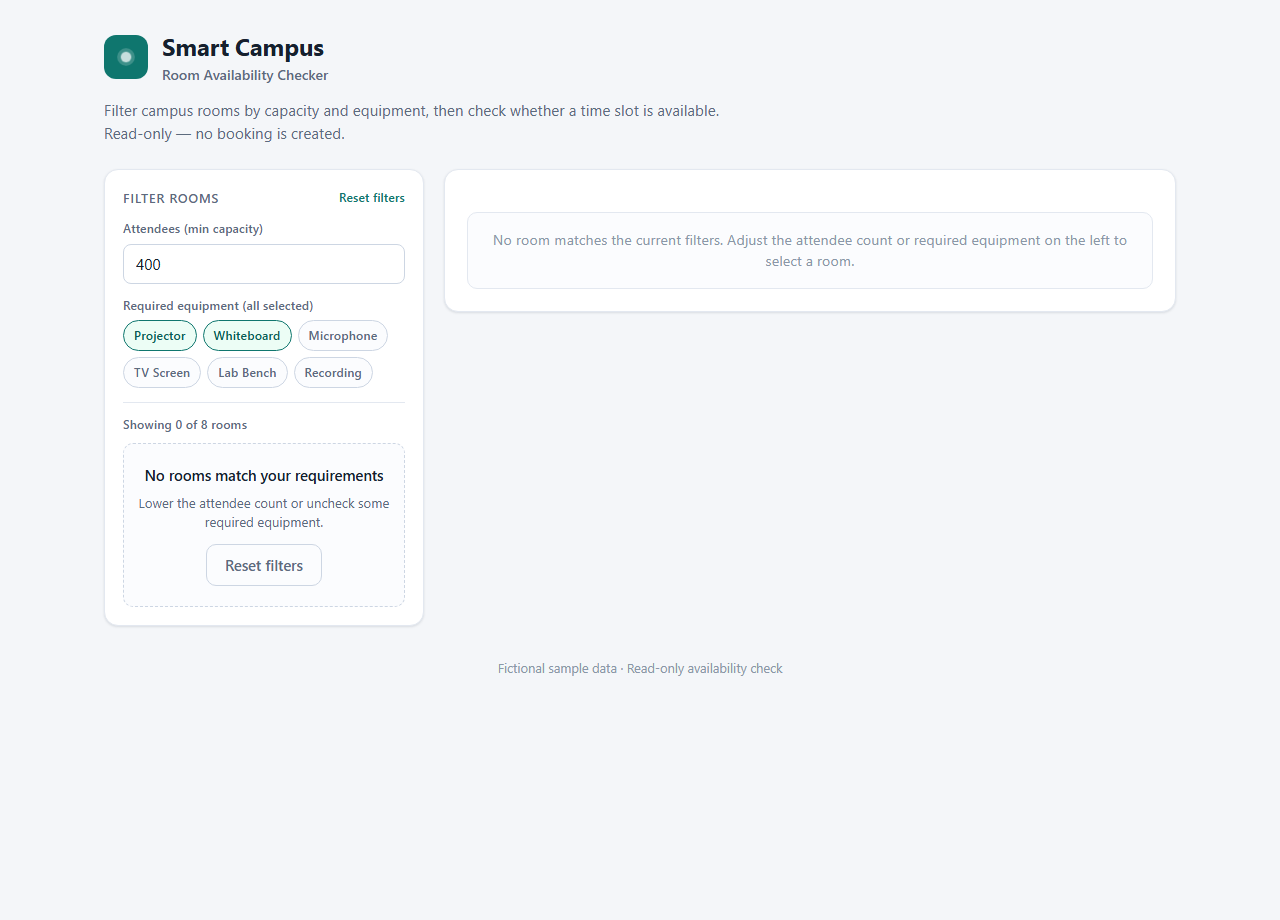 Smart Campus
Room Availability Checker
Filter campus rooms by capacity and equipment, then check whether a time slot is available.
Read-only — no booking is created.
FILTER ROOMS
Reset filters
Attendees (min capacity)
400
Required equipment (all selected)
Projector
Whiteboard
Microphone
TV Screen
Lab Bench
Recording
Showing 0 of 8 rooms
No rooms match your requirements
Lower the attendee count or uncheck some
required equipment.
Reset filters
No room matches the current filters. Adjust the attendee count or required equipment on the left to
select a room.
Fictional sample data · Read-only availability check